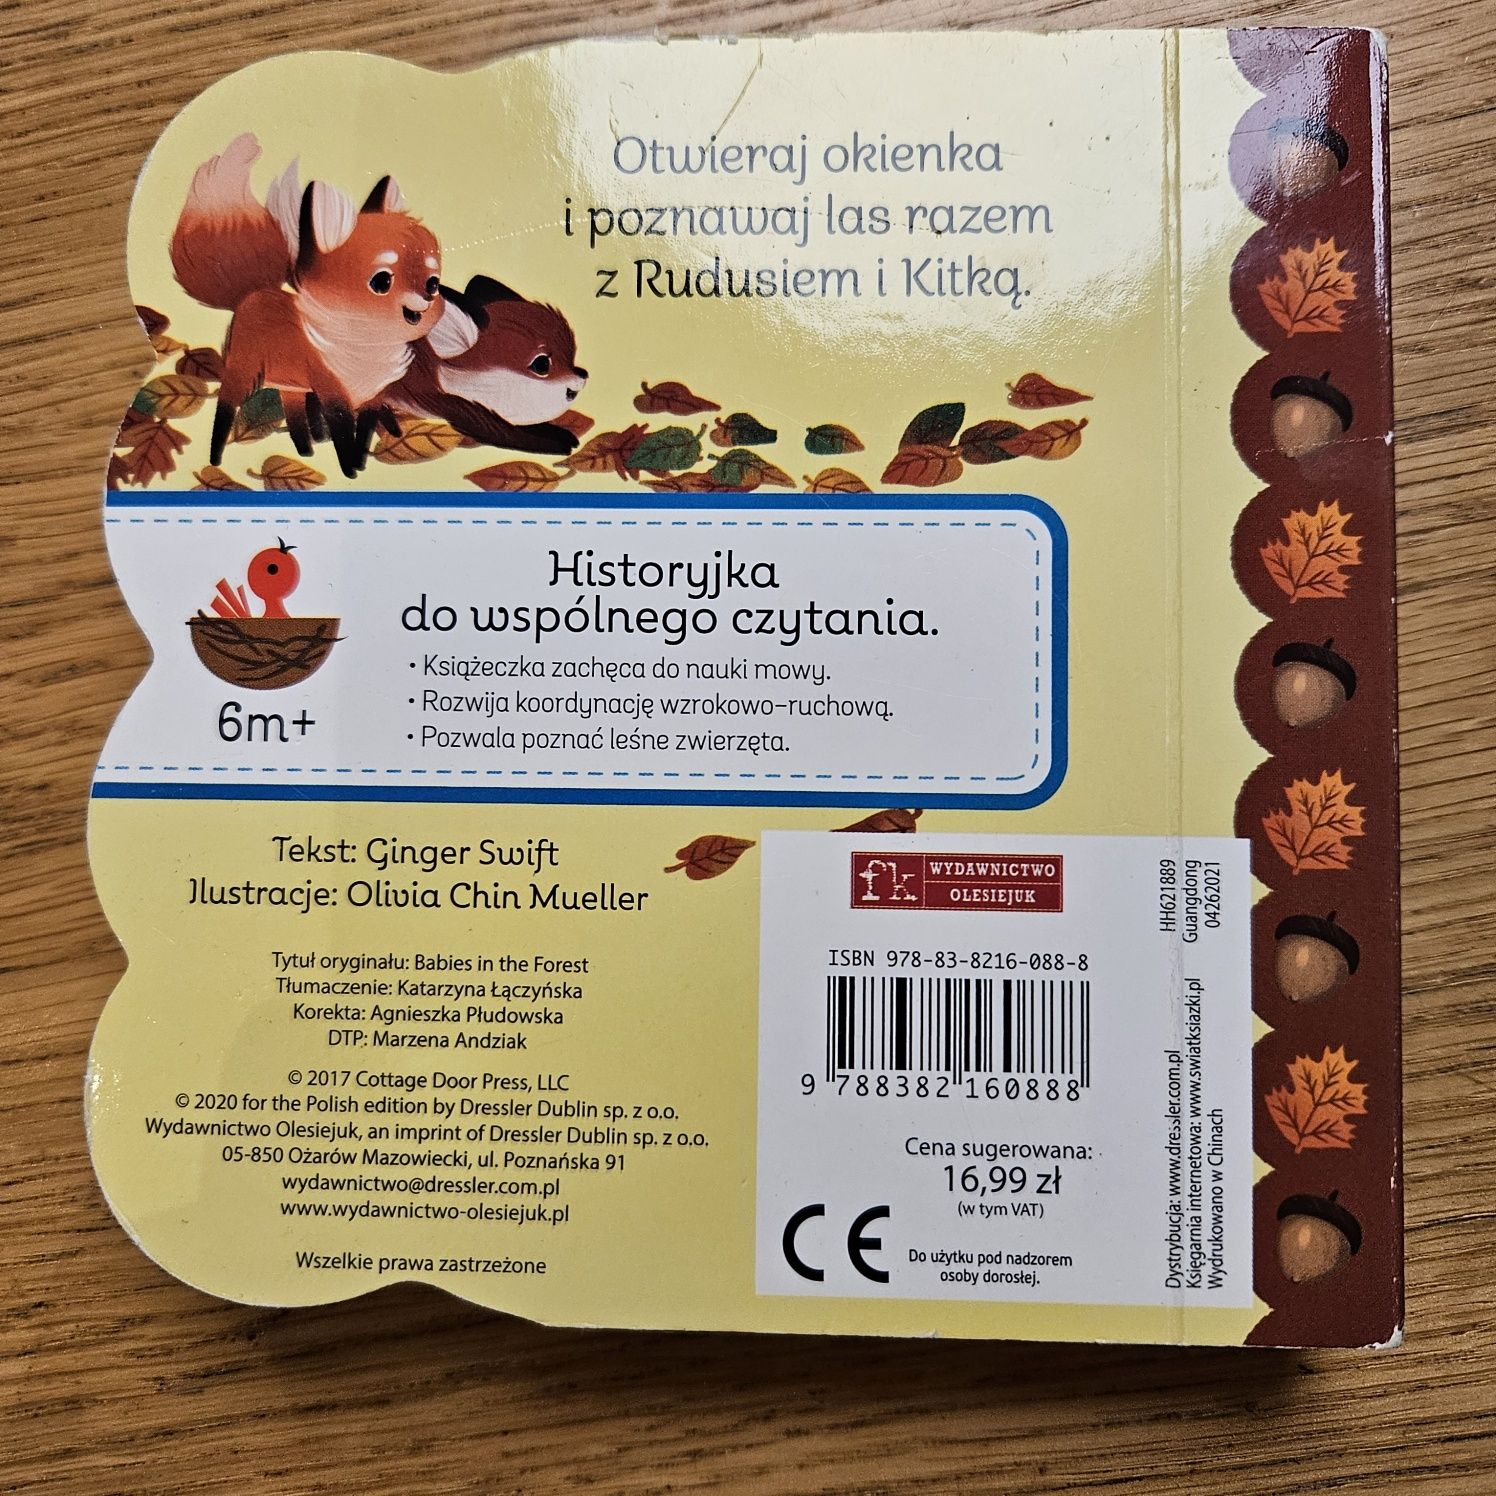 Otwieraj okienka
i poznawaj las razem
z Rudusiem i Kitką.
Historyjka
do wspólnego czytania.
• Książeczka zachęca do nauki mowy.
• Rozwija koordynację wzrokowo-ruchową.
• Pozwala poznać leśne zwierzęta.
6m+
Tekst: Ginger Swift
Ilustracje: Olivia Chin Mueller
Tytuł oryginału: Babies in the Forest
Tłumaczenie: Katarzyna Łączyńska
Korekta: Agnieszka Płudowska
DTP: Marzena Andziak
© 2017 Cottage Door Press, LLC
© 2020 for the Polish edition by Dressler Dublin sp. z o.o.
Wydawnictwo Olesiejuk, an imprint of Dressler Dublin sp. z o.o.
05-850 Ożarów Mazowiecki, ul. Poznańska 91
wydawnictwo@dressler.com.pl
www.wydawnictwo-olesiejuk.pl
Wszelkie prawa zastrzeżone
fk WYDAWNICTWO
OLESIEJUK
ISBN 978-83-8216-088-8
9 788382 160888
Cena sugerowana:
16,99 zł
(w tym VAT)
CE
Do użytku pod nadzorem
osoby dorosłej.
HH621889
Guangdong
04262021
Dystrybucja: www.dressler.com.pl
Księgarnia internetowa: www.swiatksiazki.pl
Wydrukowano w Chinach